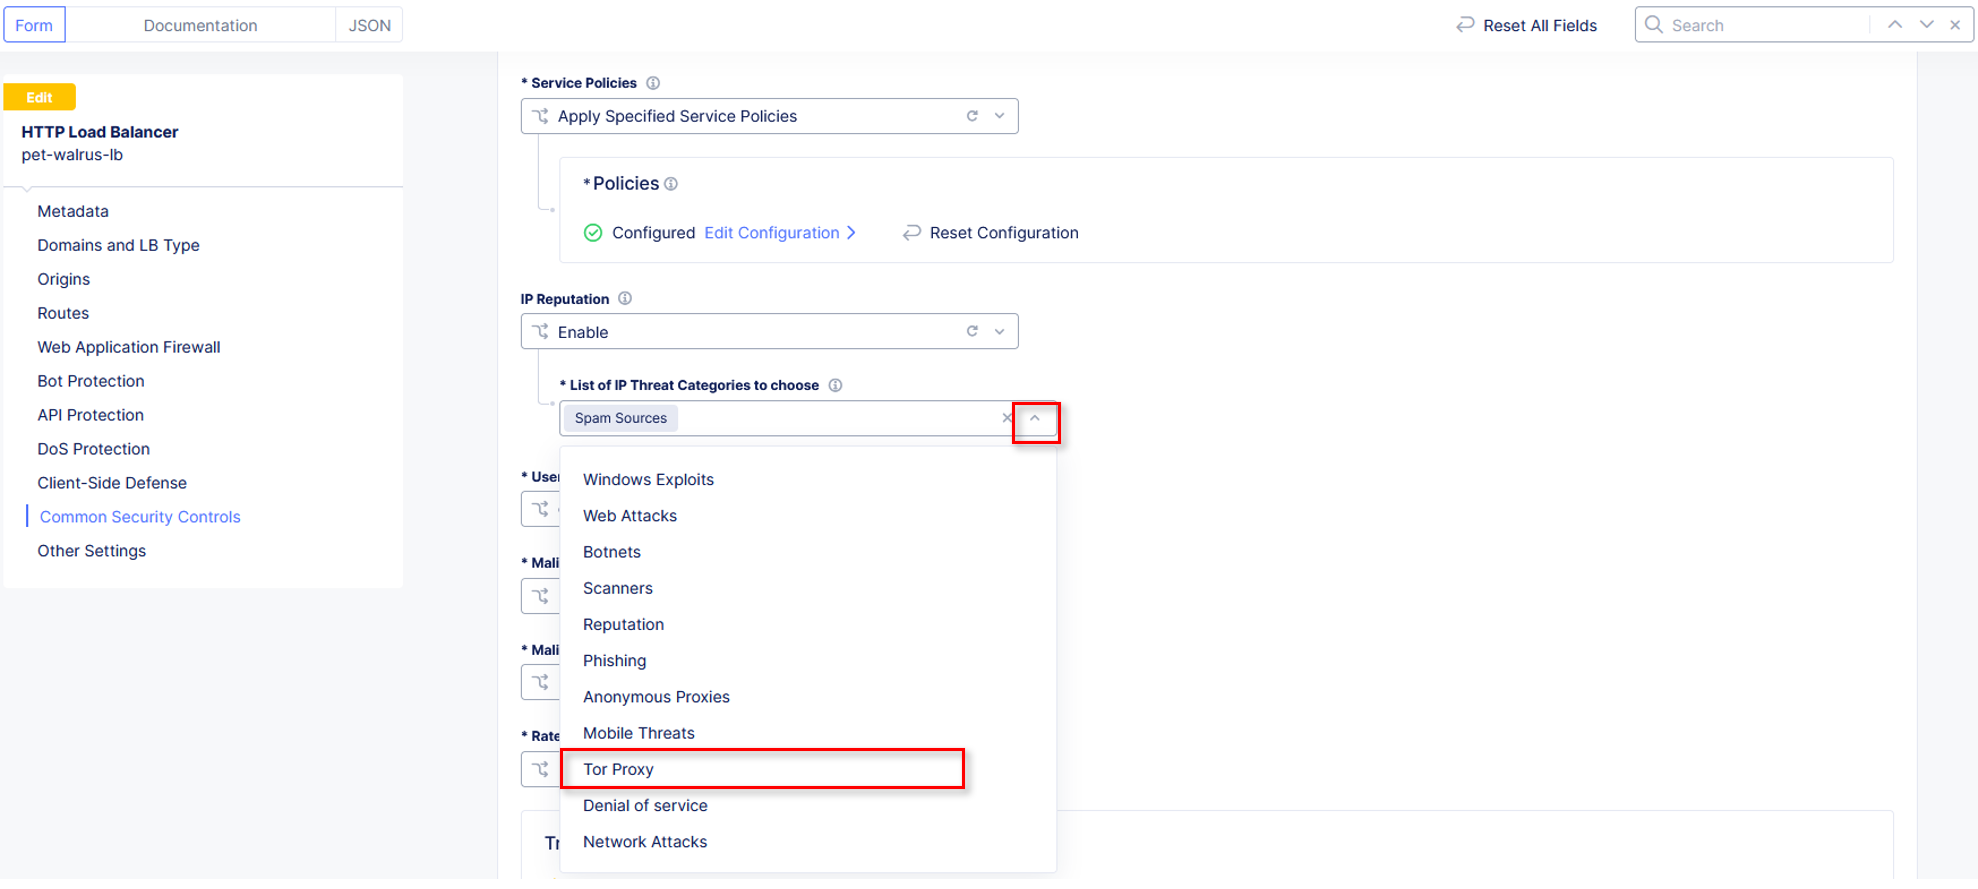 Form Documentation JSON Reset All Fields Search
Edit
HTTP Load Balancer
pet-walrus-lb
Metadata
Domains and LB Type
Origins
Routes
Web Application Firewall
Bot Protection
API Protection
DoS Protection
Client-Side Defense
Common Security Controls
Other Settings
* Service Policies
Apply Specified Service Policies
* Policies
Configured Edit Configuration Reset Configuration
IP Reputation
Enable
* List of IP Threat Categories to choose
Spam Sources
* User
Windows Exploits
Web Attacks
Botnets
* Mali
Scanners
Reputation
* Mali
Phishing
Anonymous Proxies
Mobile Threats
* Rate
Tor Proxy
Denial of service
Network Attacks